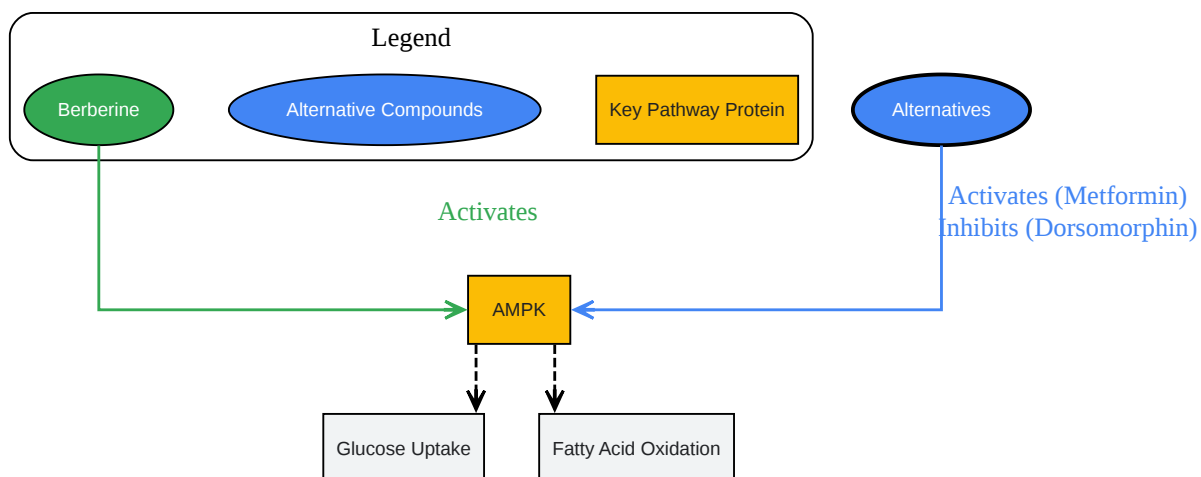 Legend
Berberine
Alternative Compounds
Key Pathway Protein
Alternatives
Activates
Activates (Metformin)
Inhibits (Dorsomorphin)
AMPK
Glucose Uptake
Fatty Acid Oxidation